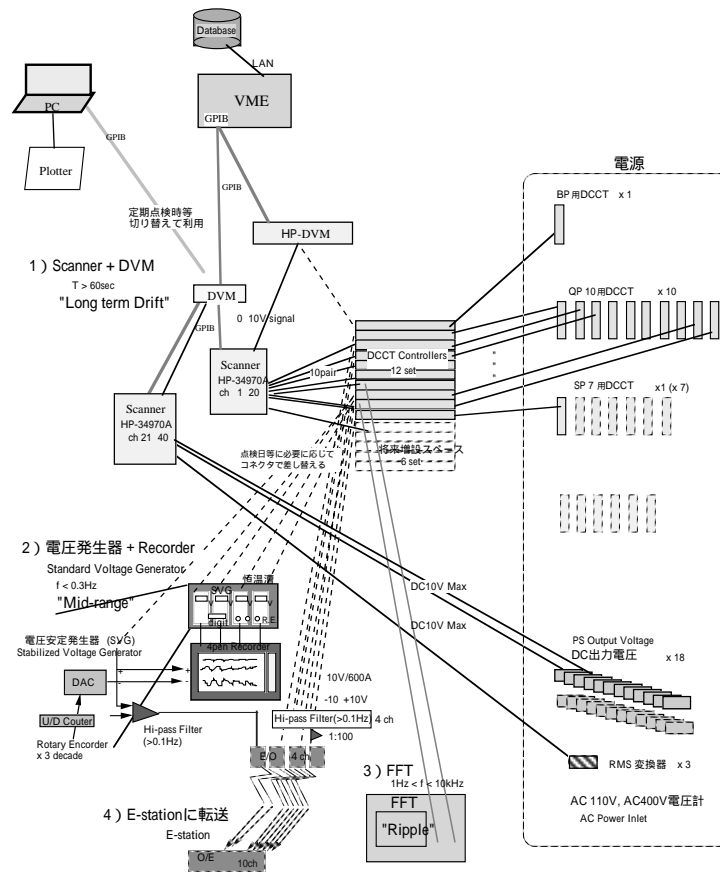 Database
LAN
VME
GPIB
PC
GPIB
Plotter
GPIB
定期点検時等
切り替えて利用
HP-DVM
電源
BP 用DCCT x 1
1) Scanner + DVM
T > 60sec
"Long term Drift"
DVM
GPIB
0 10V signal
QP 10 用DCCT x 10
Scanner
HP-34970A
ch 1 20
10pair
DCCT Controllers
12 set
SP 7 用DCCT x1 (x 7)
Scanner
HP-34970A
ch 21 40
点検日等に必要に応じて
コネクタで差し替える
将来増設スペース
6 set
2) 電圧発生器 + Recorder
Standard Voltage Generator
f < 0.3Hz
"Mid-range"
恒温漕
SVG
V V V V
digit
R.E.
4pen Recorder
DC10V Max
DC10V Max
電圧安定発生器 (SVG)
Stabilized Voltage Generator
+ +
- -
DAC
U/D Couter
Rotary Encorder
x 3 decade
Hi-pass Filter
(>0.1Hz)
10V/600A
-10 +10V
Hi-pass Filter(>0.1Hz) 4 ch
1:100
E/O 4 ch
PS Output Voltage
DC出力電圧 x 18
RMS 変換器 x 3
AC 110V, AC400V電圧計
AC Power Inlet
3) FFT
1Hz < f < 10kHz
FFT
"Ripple"
4) E-stationに転送
E-station
O/E
10ch